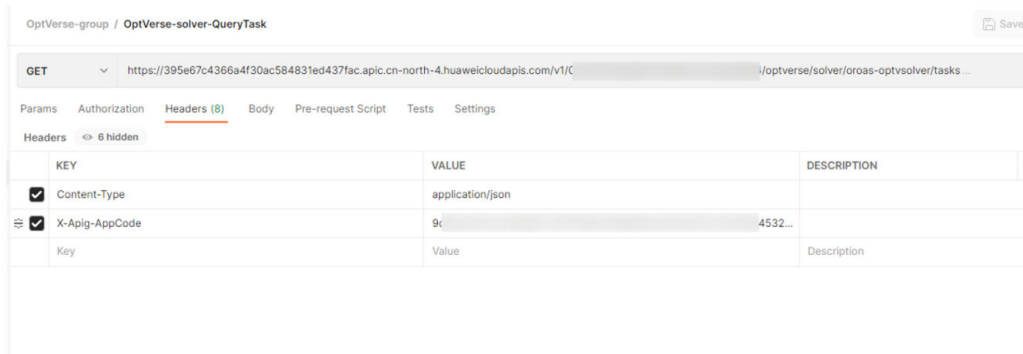 OptVerse-group / OptVerse-solver-QueryTask Save
GET https://395e67c4366a4f30ac584831ed437fac.apic.cn-north-4.huaweicloudapis.com/v1/0 /optverse/solver/oroas-optvsolver/tasks...
Params Authorization Headers (8) Body Pre-request Script Tests Settings
Headers 6 hidden
KEY VALUE DESCRIPTION
Content-Type application/json
X-Apig-AppCode 9c 4532...
Key Value Description